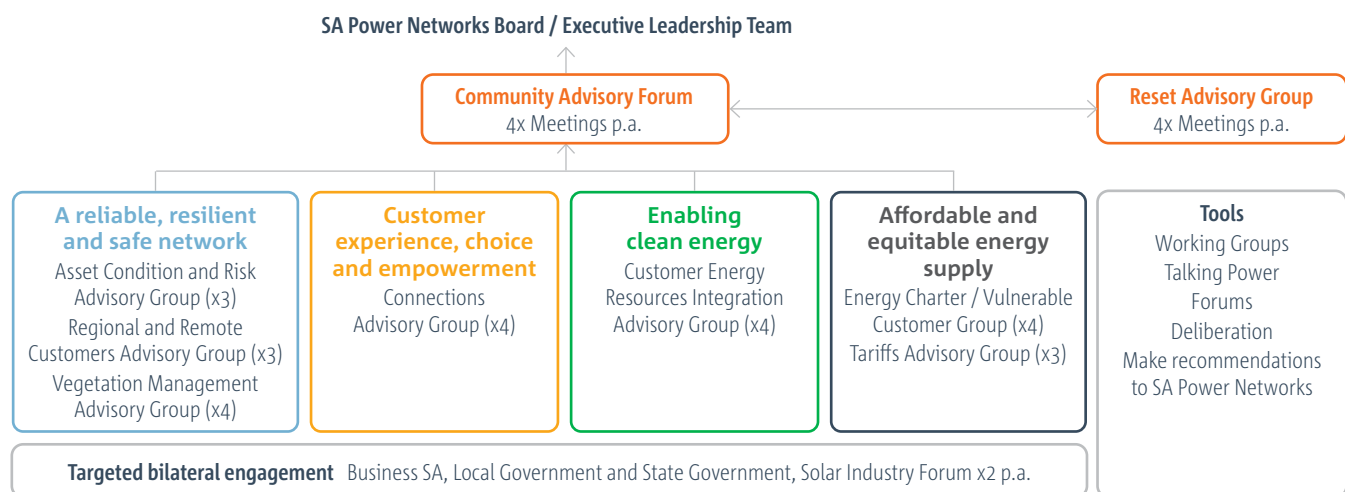 SA Power Networks Board / Executive Leadership Team
Community Advisory Forum
4x Meetings p.a.
Reset Advisory Group
4x Meetings p.a.
A reliable, resilient
and safe network
Asset Condition and Risk
Advisory Group (x3)
Regional and Remote
Customers Advisory Group (x3)
Vegetation Management
Advisory Group (x4)
Customer
experience, choice
and empowerment
Connections
Advisory Group (x4)
Enabling
clean energy
Customer Energy
Resources Integration
Advisory Group (x4)
Affordable and
equitable energy
supply
Energy Charter / Vulnerable
Customer Group (x4)
Tariffs Advisory Group (x3)
Tools
Working Groups
Talking Power
Forums
Deliberation
Make recommendations
to SA Power Networks
Targeted bilateral engagement Business SA, Local Government and State Government, Solar Industry Forum x2 p.a.